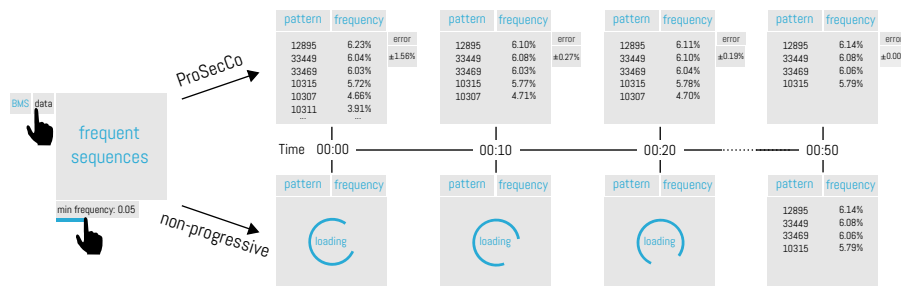 pattern frequency
12895 6.23%
33449 6.04%
33469 6.03%
10315 5.72%
10307 4.66%
10311 3.91%
... ...
error
±1.56%
pattern frequency
12895 6.10%
33449 6.08%
33469 6.03%
10315 5.77%
10307 4.71%
error
±0.27%
pattern frequency
12895 6.11%
33449 6.10%
33469 6.04%
10315 5.78%
10307 4.70%
error
±0.19%
pattern frequency
12895 6.14%
33449 6.08%
33469 6.06%
10315 5.79%
error
±0.00
ProSecCo
BMS data
frequent
sequences
min frequency: 0.05
non-progressive
Time 00:00 00:10 00:20 00:50
pattern frequency
loading
pattern frequency
loading
pattern frequency
loading
pattern frequency
12895 6.14%
33449 6.08%
33469 6.06%
10315 5.79%